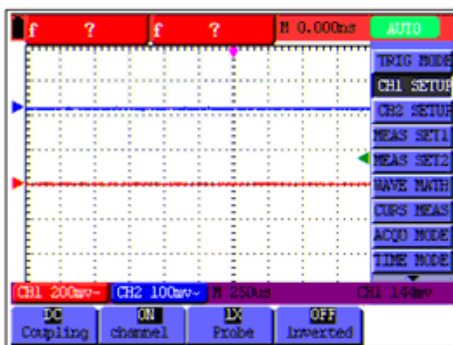 f ? f ? M 0.000ns AUTO
TRIG MODE
CH1 SETUP
CH2 SETUP
MEAS SET1
MEAS SET2
WAVE MATH
CURS MEAS
ACQU MODE
TIME MODE
CH1 200mv~ CH2 100mv~ M 250us CH1 144mv
DC ON 1X OFF
Coupling channel Probe Inverted